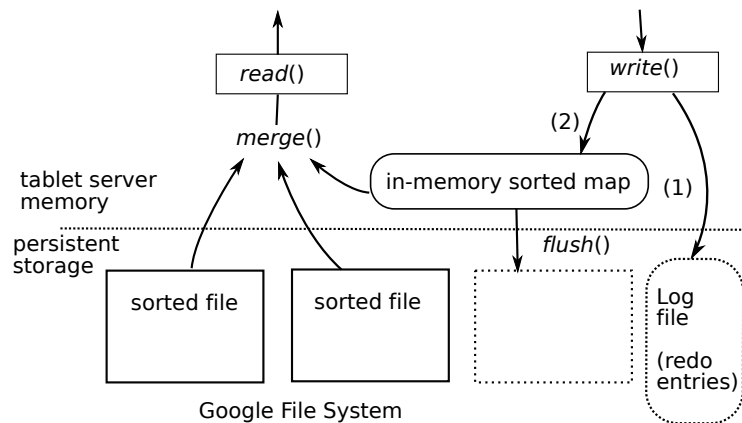 read()
write()
merge()
(2)
in-memory sorted map
(1)
tablet server
memory
persistent
storage
flush()
sorted file
sorted file
Log
file
(redo
entries)
Google File System